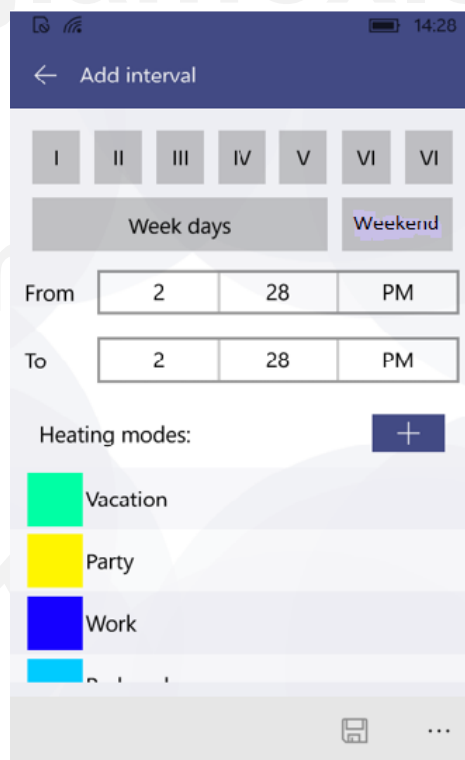 14:28
Add interval
I II III IV V VI VI
Week days Weekend
From 2 28 PM
To 2 28 PM
Heating modes:
Vacation
Party
Work